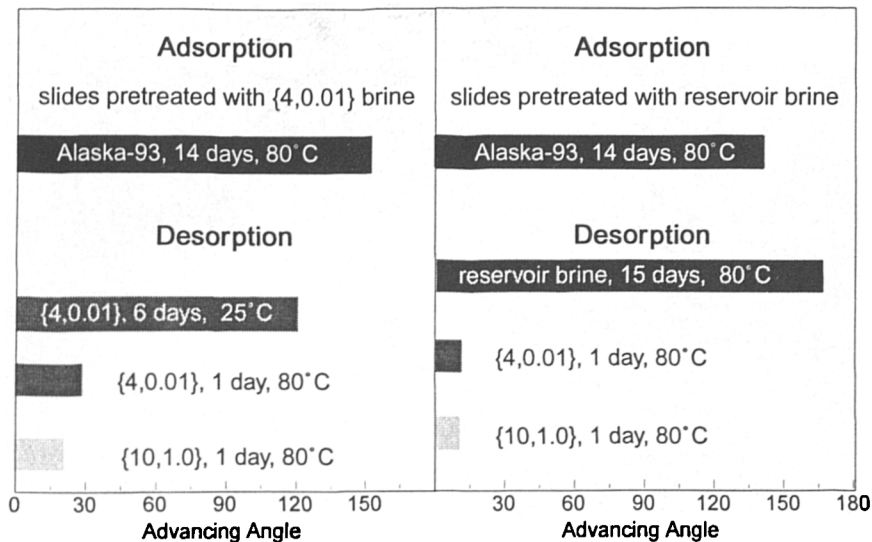 Adsorption
slides pretreated with {4,0.01} brine
Alaska-93, 14 days, 80°C
Desorption
{4,0.01}, 6 days, 25°C
{4,0.01}, 1 day, 80°C
{10,1.0}, 1 day, 80°C
0 30 60 90 120 150
Advancing Angle
Adsorption
slides pretreated with reservoir brine
Alaska-93, 14 days, 80°C
Desorption
reservoir brine, 15 days, 80°C
{4,0.01}, 1 day, 80°C
{10,1.0}, 1 day, 80°C
30 60 90 120 150 180
Advancing Angle